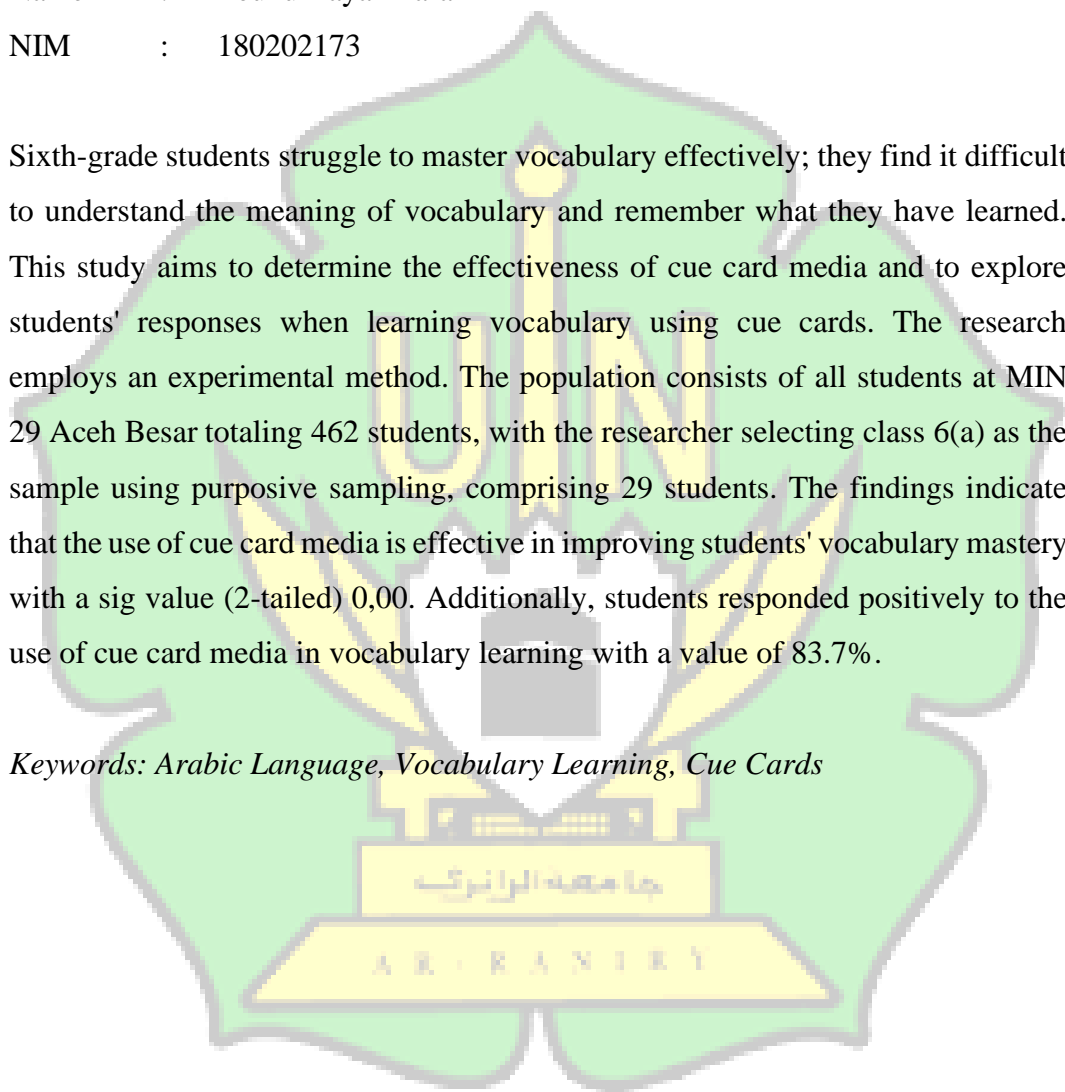 NIM : 180202173
Sixth-grade students struggle to master vocabulary effectively; they find it difficult
to understand the meaning of vocabulary and remember what they have learned.
This study aims to determine the effectiveness of cue card media and to explore
students' responses when learning vocabulary using cue cards. The research
employs an experimental method. The population consists of all students at MIN
29 Aceh Besar totaling 462 students, with the researcher selecting class 6(a) as the
sample using purposive sampling, comprising 29 students. The findings indicate
that the use of cue card media is effective in improving students' vocabulary mastery
with a sig value (2-tailed) 0,00. Additionally, students responded positively to the
use of cue card media in vocabulary learning with a value of 83.7%.
Keywords: Arabic Language, Vocabulary Learning, Cue Cards
UIN
جامعة الرانيري
AR-RANIRY